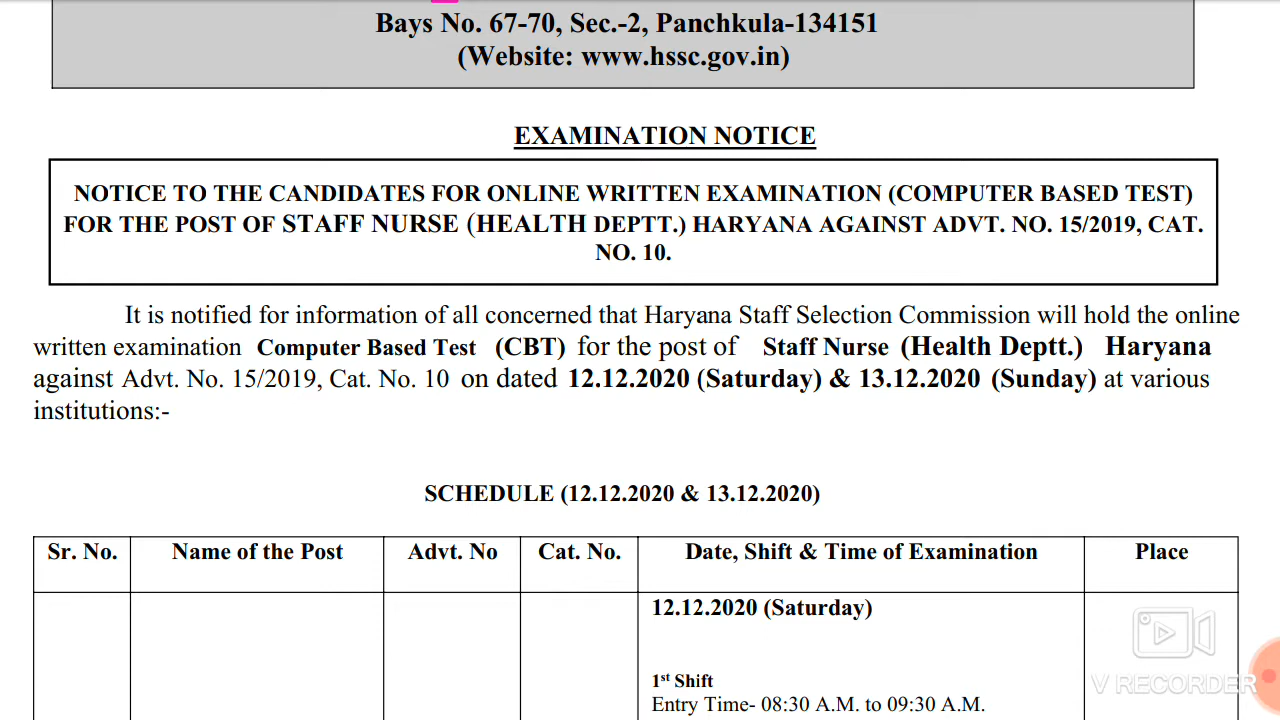 Bays No. 67-70, Sec.-2, Panchkula-134151
(Website: www.hssc.gov.in)
EXAMINATION NOTICE
NOTICE TO THE CANDIDATES FOR ONLINE WRITTEN EXAMINATION (COMPUTER BASED TEST)
FOR THE POST OF STAFF NURSE (HEALTH DEPTT.) HARYANA AGAINST ADVT. NO. 15/2019, CAT.
NO. 10.
It is notified for information of all concerned that Haryana Staff Selection Commission will hold the online
written examination Computer Based Test (CBT) for the post of Staff Nurse (Health Deptt.) Haryana
against Advt. No. 15/2019, Cat. No. 10 on dated 12.12.2020 (Saturday) & 13.12.2020 (Sunday) at various
institutions:-
SCHEDULE (12.12.2020 & 13.12.2020)
Sr. No. Name of the Post Advt. No Cat. No. Date, Shift & Time of Examination Place
12.12.2020 (Saturday)
1st Shift
Entry Time- 08:30 A.M. to 09:30 A.M.
V RECORDER